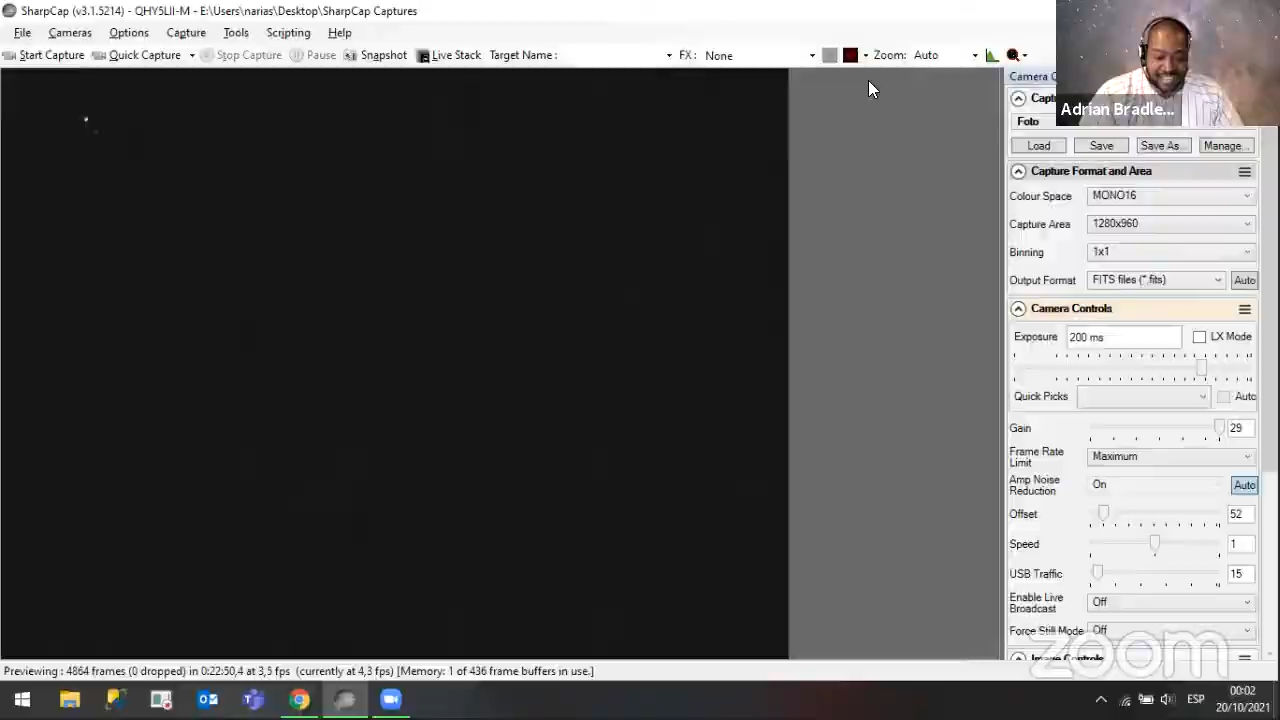 SharpCap (v3.1.5214) - QHY5LII-M - E:\Users\narias\Desktop\SharpCap Captures
File Cameras Options Capture Tools Scripting Help
Start Capture Quick Capture Stop Capture Pause Snapshot Live Stack Target Name : FX: None Zoom: Auto
Adrian Bradle...
Foto
Load Save Save As... Manage...
Capture Format and Area
Colour Space MONO16
Capture Area 1280x960
Binning 1x1
Output Format FITS files (*.fits) Auto
Camera Controls
Exposure 200 ms LX Mode
Quick Picks Auto
Gain 29
Frame Rate Limit Maximum
Amp Noise Reduction On Auto
Offset 52
Speed 1
USB Traffic 15
Enable Live Broadcast Off
Force Still Mode Off
Image Controls
zoom
Previewing : 4864 frames (0 dropped) in 0:22:50,4 at 3,5 fps (currently at 4,3 fps) [Memory: 1 of 436 frame buffers in use.]
ESP
00:02
20/10/2021